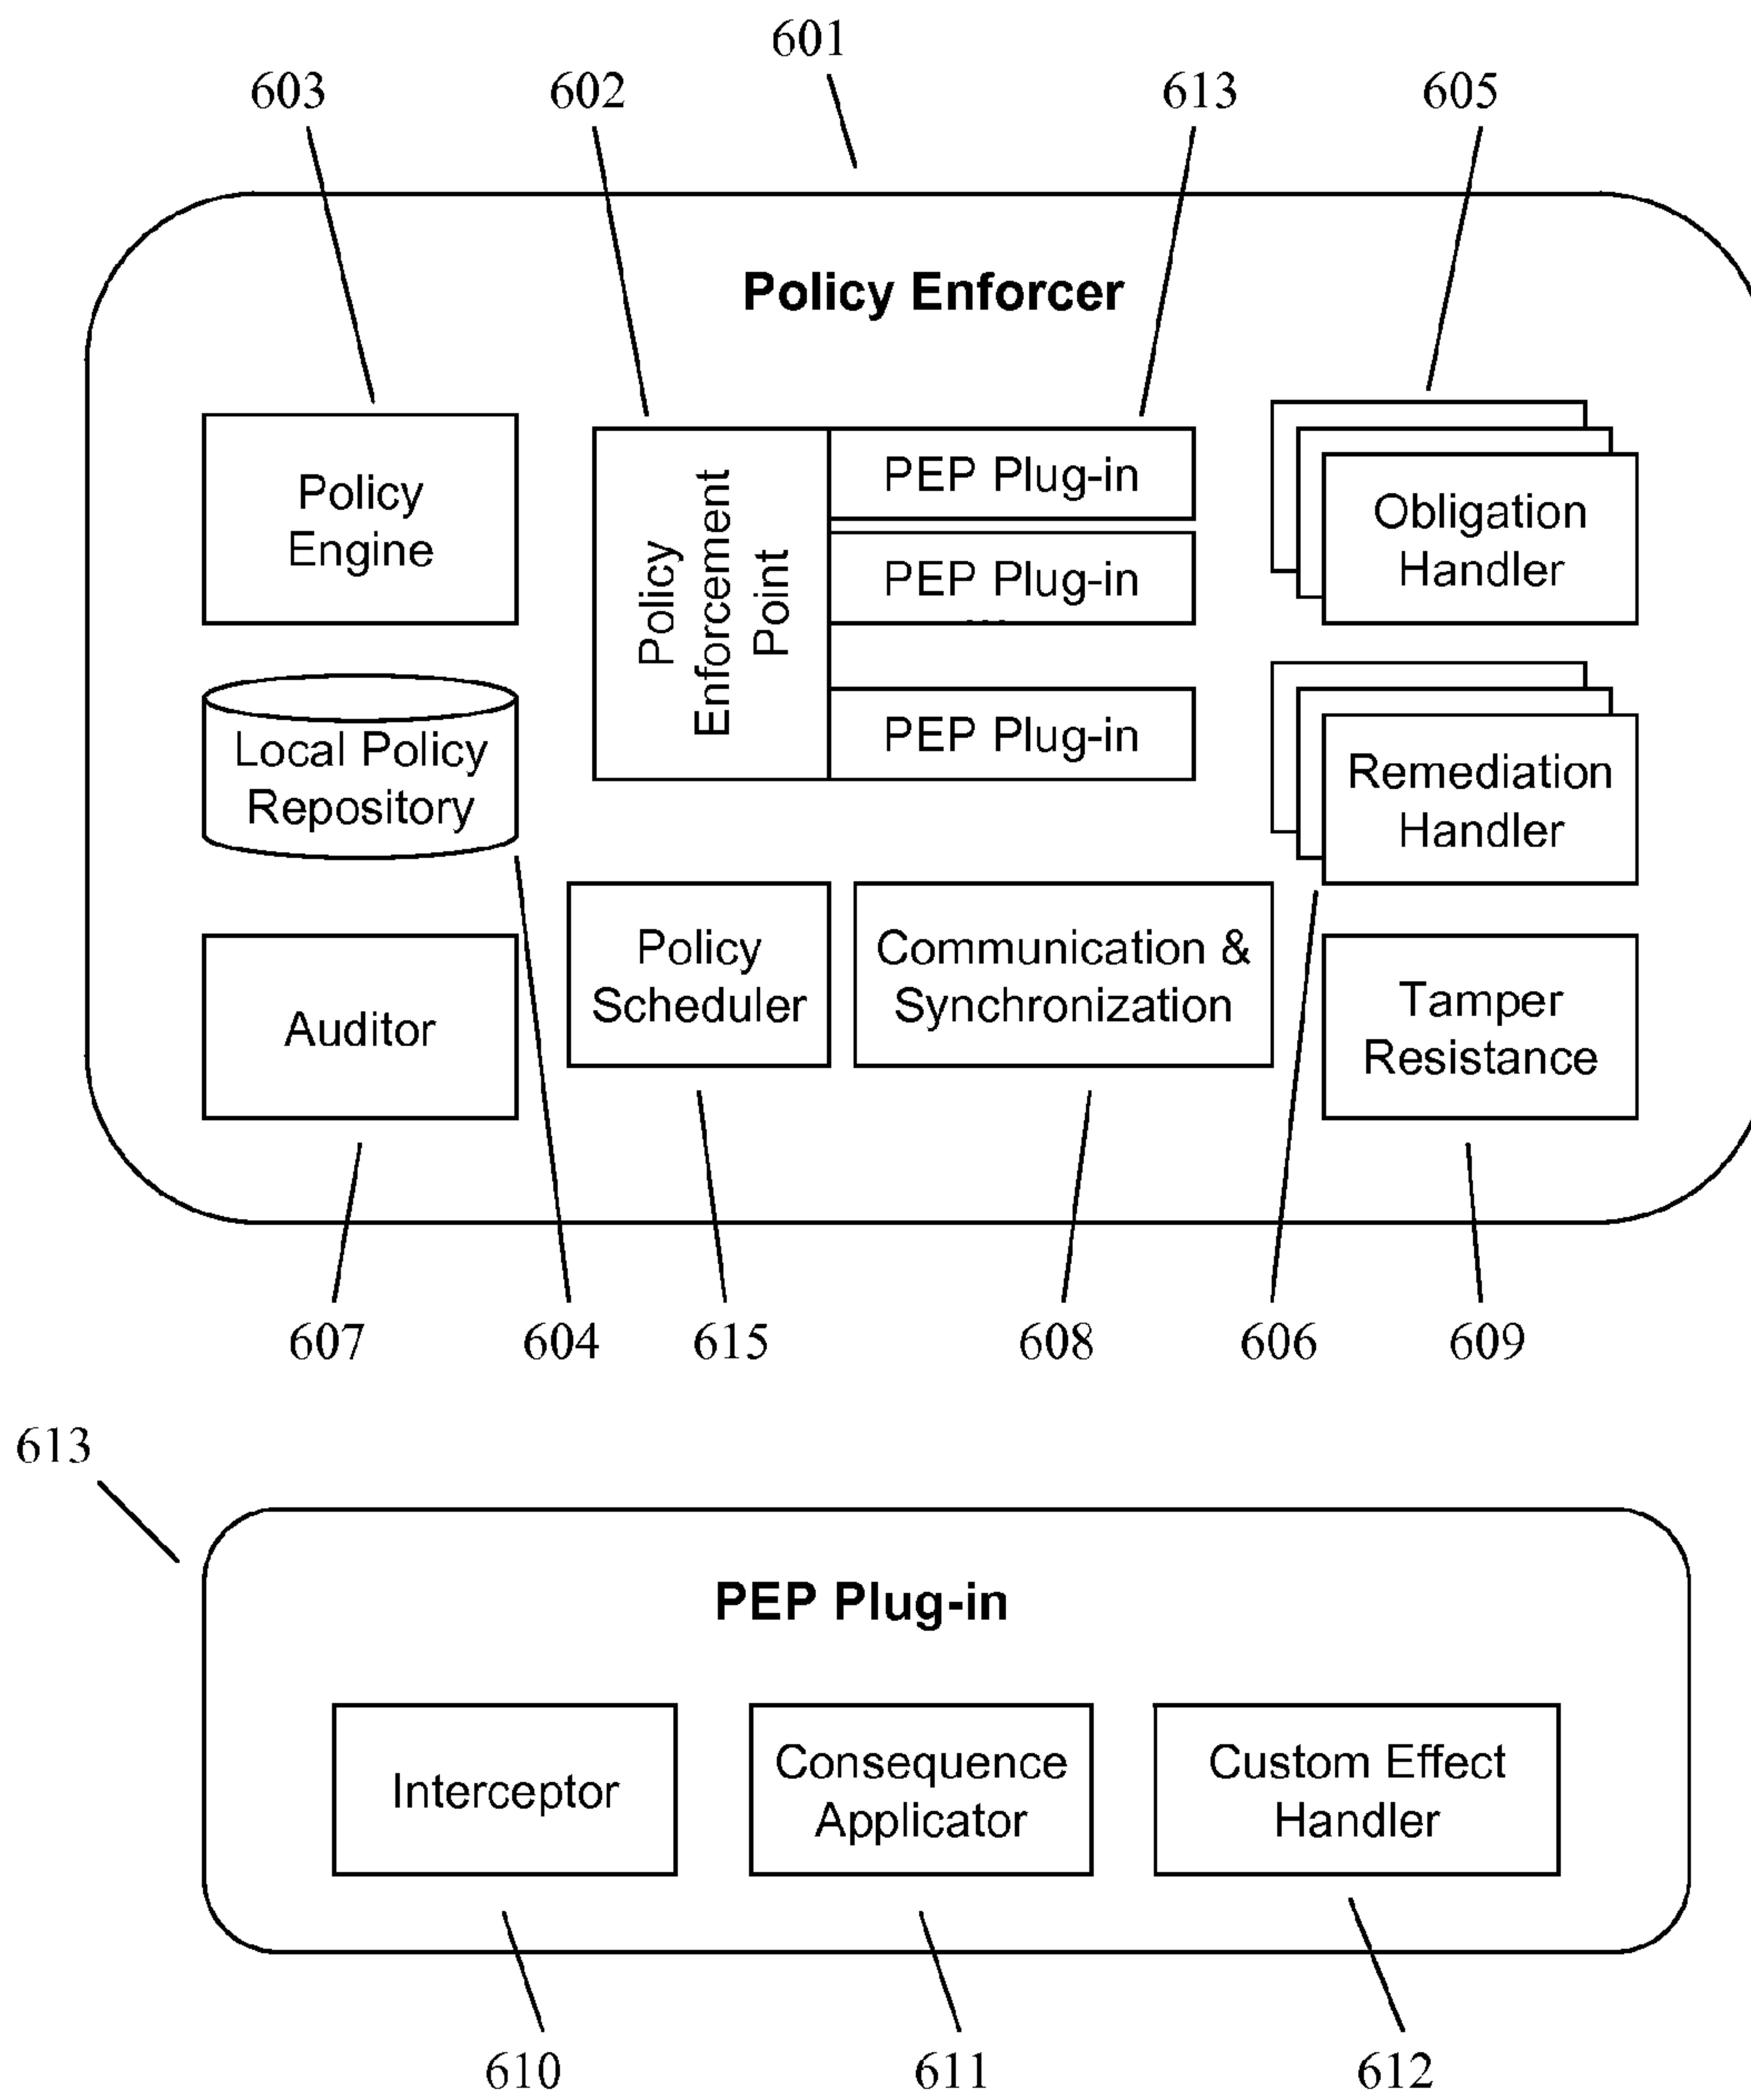 601
603
602
613
605
Policy Enforcer
Policy
Engine
Policy
Enforcement
Point
PEP Plug-in
PEP Plug-in
...
PEP Plug-in
Obligation
Handler
Local Policy
Repository
Remediation
Handler
Auditor
Policy
Scheduler
Communication &
Synchronization
Tamper
Resistance
607
604
615
608
606
609
613
PEP Plug-in
Interceptor
Consequence
Applicator
Custom Effect
Handler
610
611
612